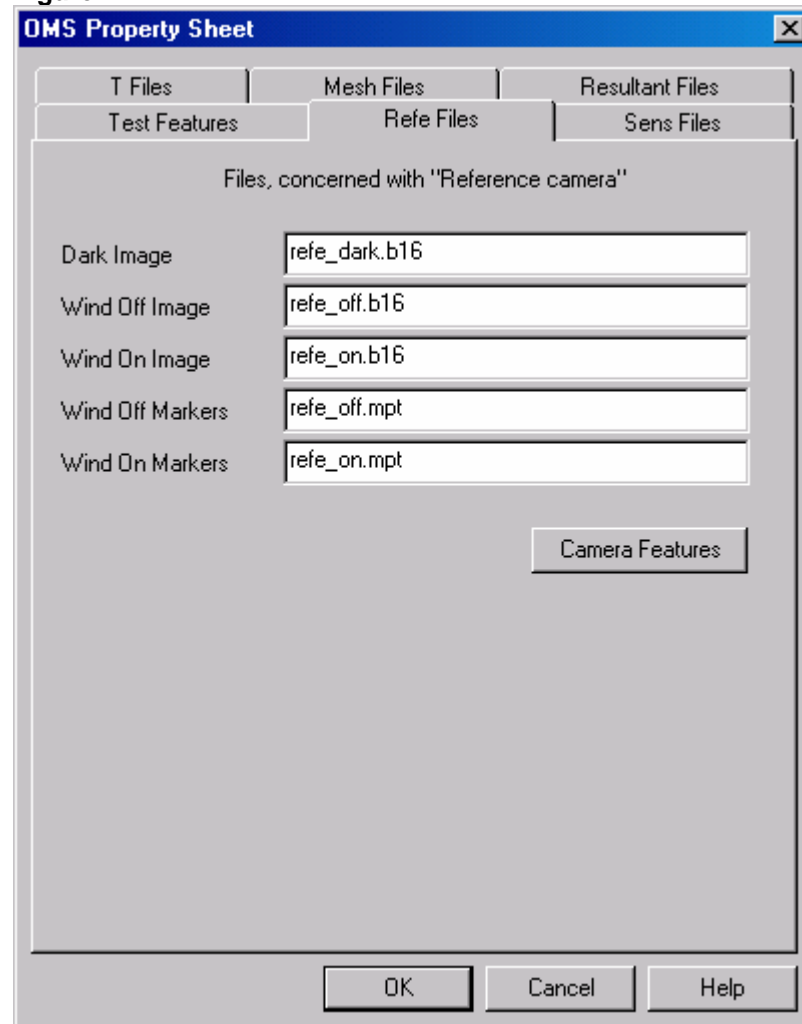 OMS Property Sheet
T Files Mesh Files Resultant Files
Test Features Refe Files Sens Files
Files, concerned with "Reference camera"
Dark Image refe_dark.b16
Wind Off Image refe_off.b16
Wind On Image refe_on.b16
Wind Off Markers refe_off.mpt
Wind On Markers refe_on.mpt
Camera Features
OK Cancel Help